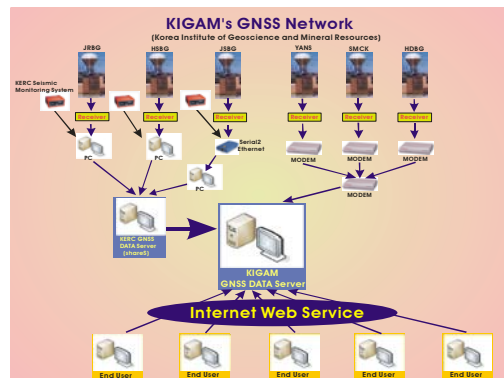 KIGAM's GNSS Network
(Korea Institute of Geoscience and Mineral Resources)
JRBG
HSBG
JSBG
YANS
SMCK
HDBG
KERC Seismic
Monitoring System
Receiver
Receiver
Receiver
Receiver
Receiver
Receiver
PC
PC
Serial2
Ethernet
MODEM
MODEM
MODEM
PC
MODEM
KERC GNSS
DATA Server
(share5)
KIGAM
GNSS DATA Server
Internet Web Service
End User
End User
End User
End User
End User